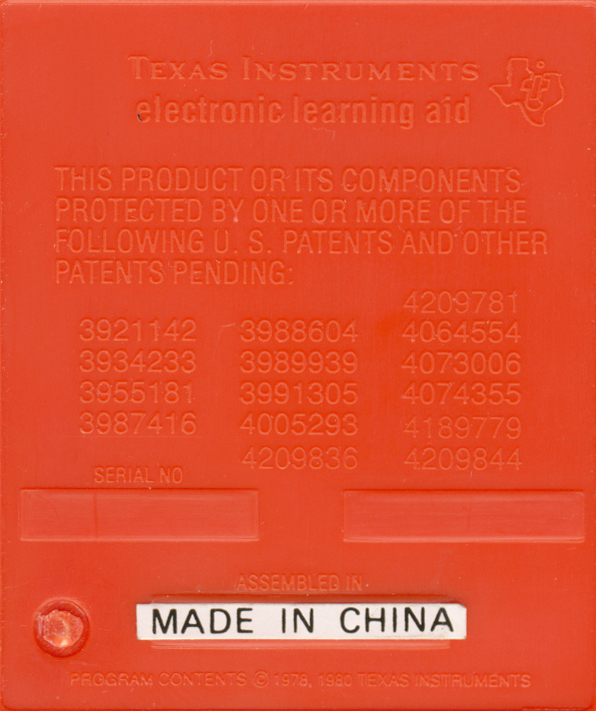 TEXAS INSTRUMENTS
electronic learning aid
THIS PRODUCT OR ITS COMPONENTS
PROTECTED BY ONE OR MORE OF THE
FOLLOWING U. S. PATENTS AND OTHER
PATENTS PENDING:
4209781
3921142 3988604 4064554
3934233 3989939 4073006
3955181 3991305 4074355
3987416 4005293 4189779
4209836 4209844
SERIAL NO
ASSEMBLED IN
MADE IN CHINA
PROGRAM CONTENTS © 1978, 1980 TEXAS INSTRUMENTS